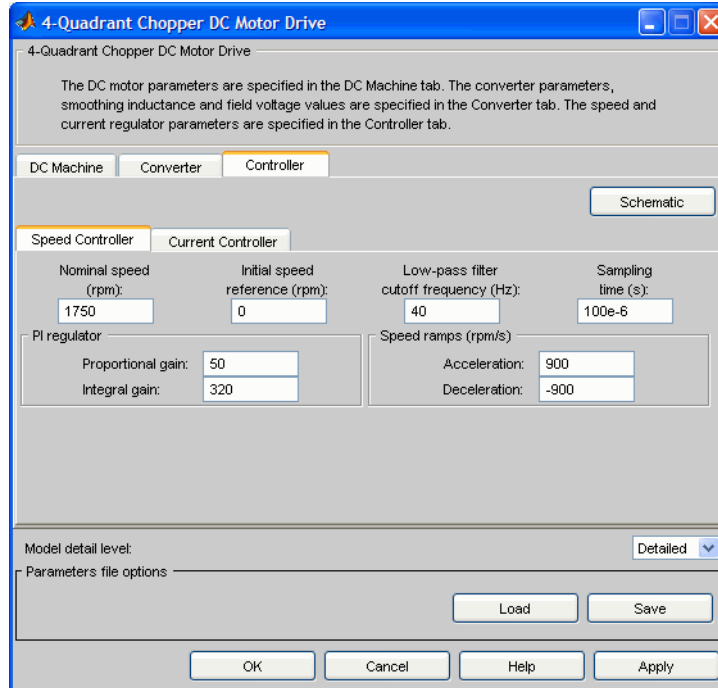 4-Quadrant Chopper DC Motor Drive
4-Quadrant Chopper DC Motor Drive
The DC motor parameters are specified in the DC Machine tab. The converter parameters,
smoothing inductance and field voltage values are specified in the Converter tab. The speed and
current regulator parameters are specified in the Controller tab.
DC Machine Converter Controller
Schematic
Speed Controller Current Controller
Nominal speed
(rpm):
1750
Initial speed
reference (rpm):
0
Low-pass filter
cutoff frequency (Hz):
40
Sampling
time (s):
100e-6
PI regulator
Proportional gain: 50
Integral gain: 320
Speed ramps (rpm/s)
Acceleration: 900
Deceleration: -900
Model detail level: Detailed
Parameters file options
Load Save
OK Cancel Help Apply